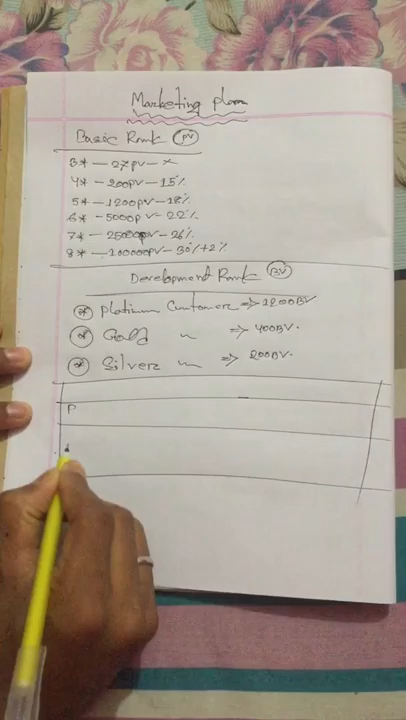 Marketing plan
Basic Rank PV
3* — 27PV — x
4* — 200PV — 15%
5* — 1200PV — 18%
6* — 5000PV — 22%
7* — 25000PV — 26%
8* — 100000PV — 30%+2%
Development Rank BV
* Platinum Customer => 1200BV
* Gold " => 400BV.
* Silver " => 200BV.
P